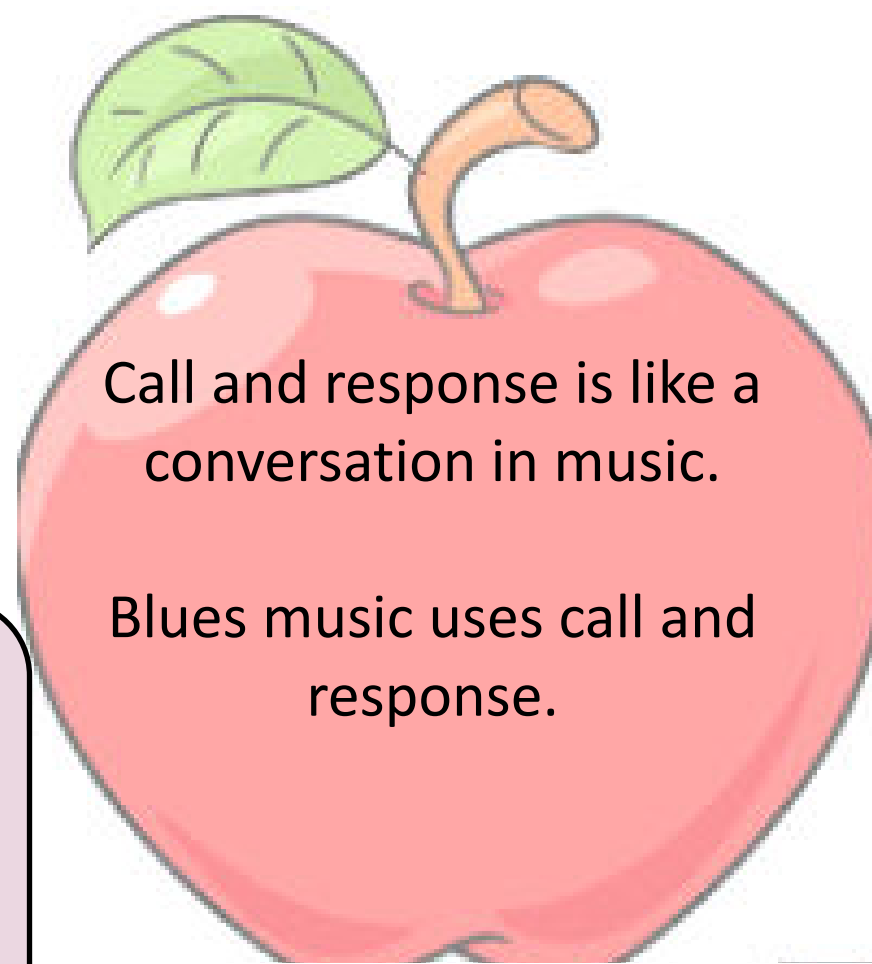 Call and response is like a
conversation in music.
Blues music uses call and
response.